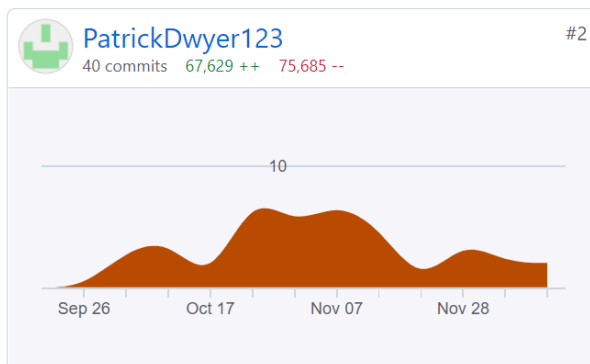 PatrickDwyer123
#2
40 commits 67,629 ++ 75,685 --
10
Sep 26 Oct 17 Nov 07 Nov 28